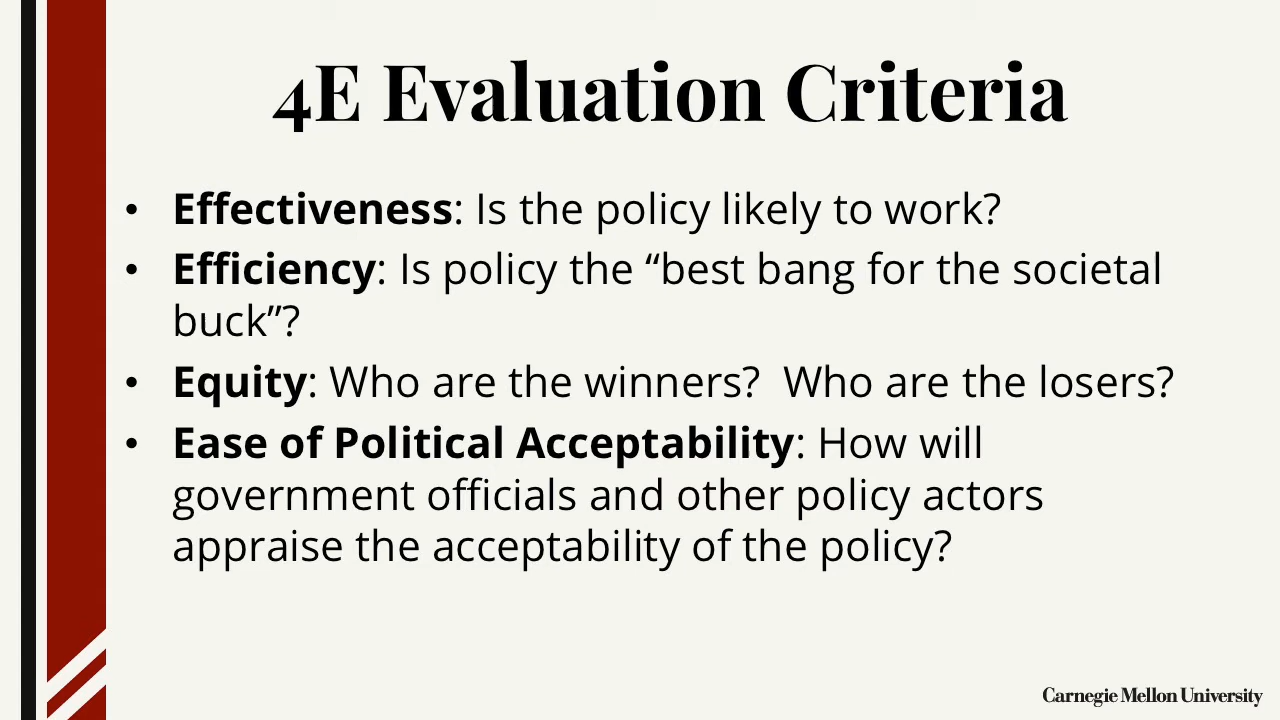 4E Evaluation Criteria
• Effectiveness: Is the policy likely to work?
• Efficiency: Is policy the “best bang for the societal
buck”?
• Equity: Who are the winners?  Who are the losers?
• Ease of Political Acceptability: How will
government officials and other policy actors
appraise the acceptability of the policy?
Carnegie Mellon University